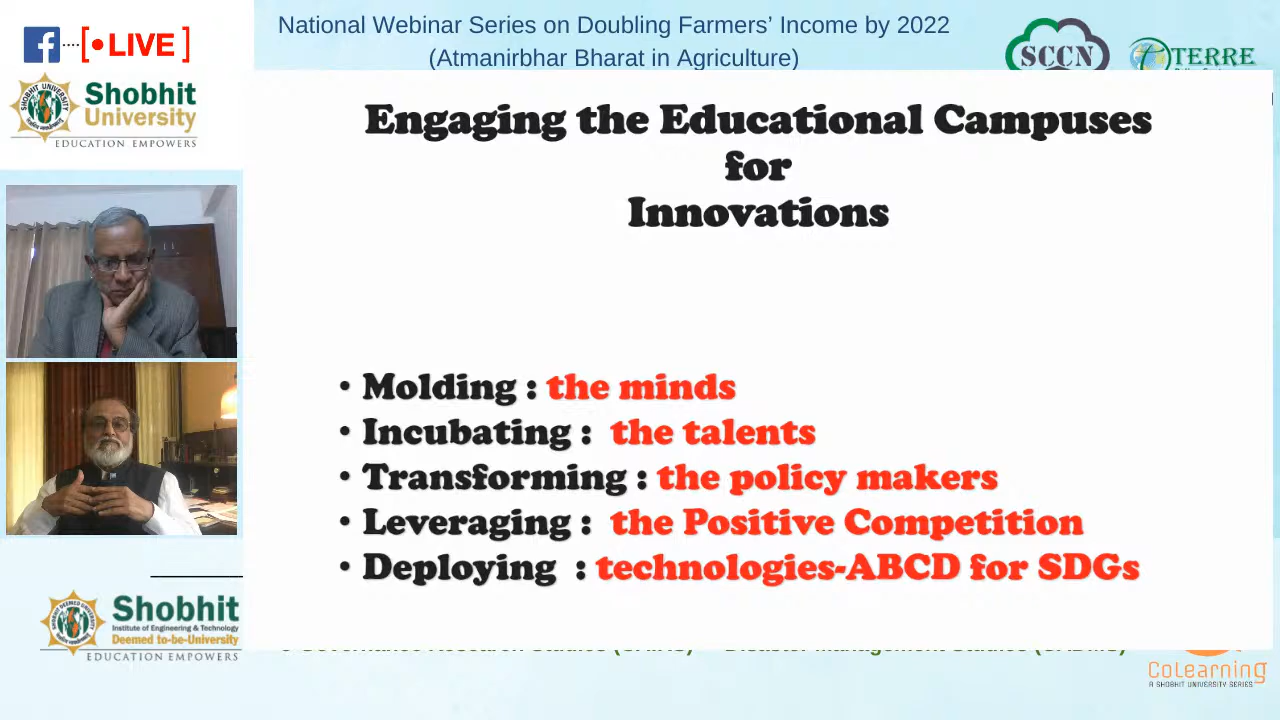 National Webinar Series on Doubling Farmers' Income by 2022
(Atmanirbhar Bharat in Agriculture)
LIVE
SCCN
TERRE
Shobhit
University
EDUCATION EMPOWERS
Engaging the Educational Campuses
for
Innovations
• Molding : the minds
• Incubating : the talents
• Transforming : the policy makers
• Leveraging : the Positive Competition
• Deploying : technologies-ABCD for SDGs
Shobhit
Institute of Engineering & Technology
Deemed to-be-University
EDUCATION EMPOWERS
CoLearning
A SHOBHIT UNIVERSITY SERIES